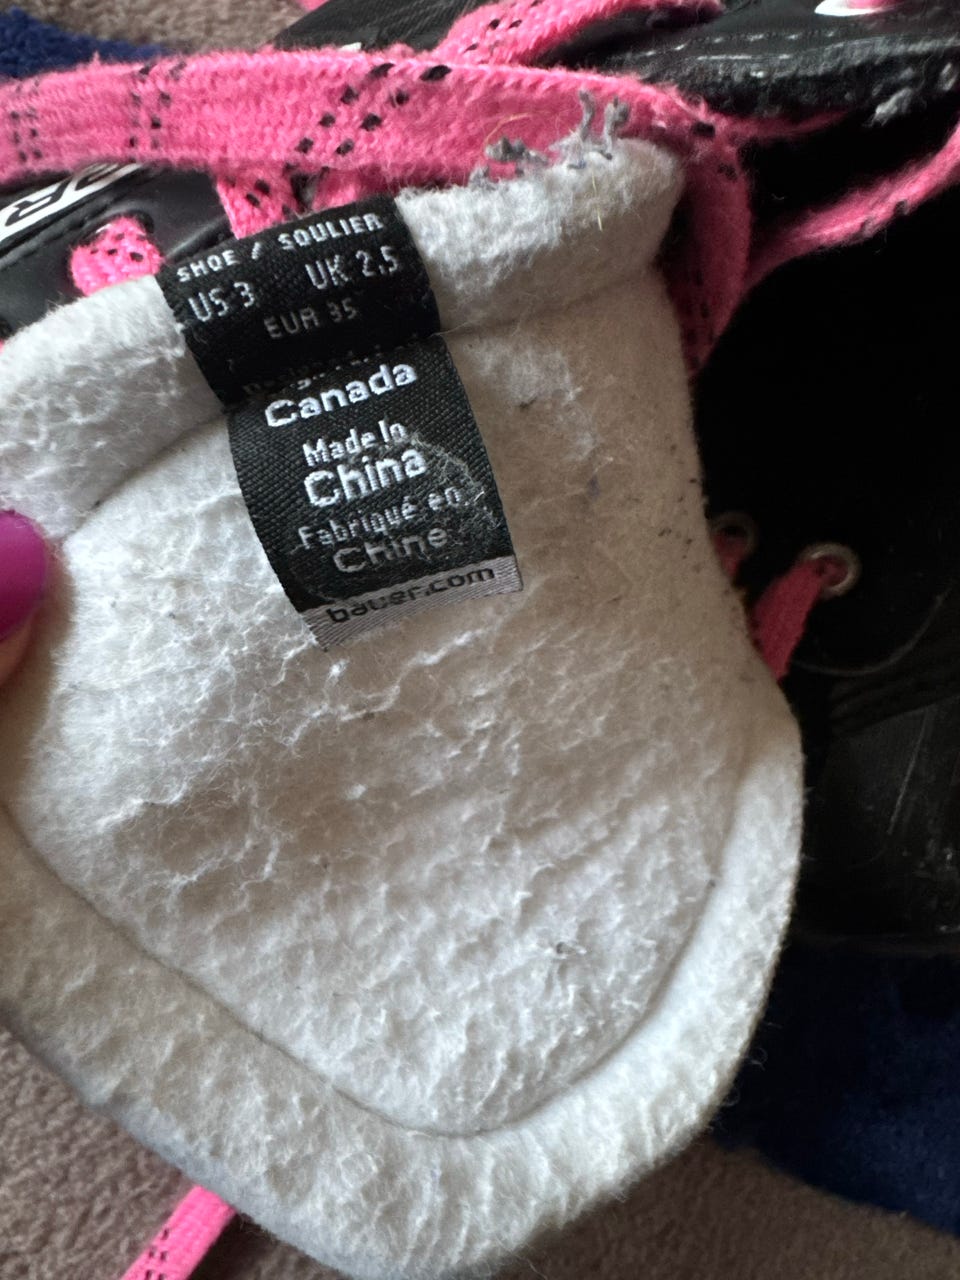 SHOE / SOULIER
US 3 UK 2.5
EUR 35
Canada
Made In
China
Fabriqué en
Chine
bauer.com